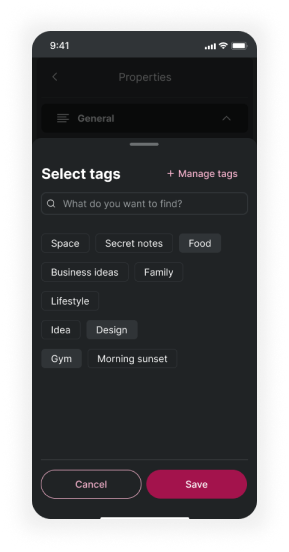 9:41
Properties
General
Select tags
+ Manage tags
What do you want to find?
Space Secret notes Food
Business ideas Family
Lifestyle
Idea Design
Gym Morning sunset
Cancel Save